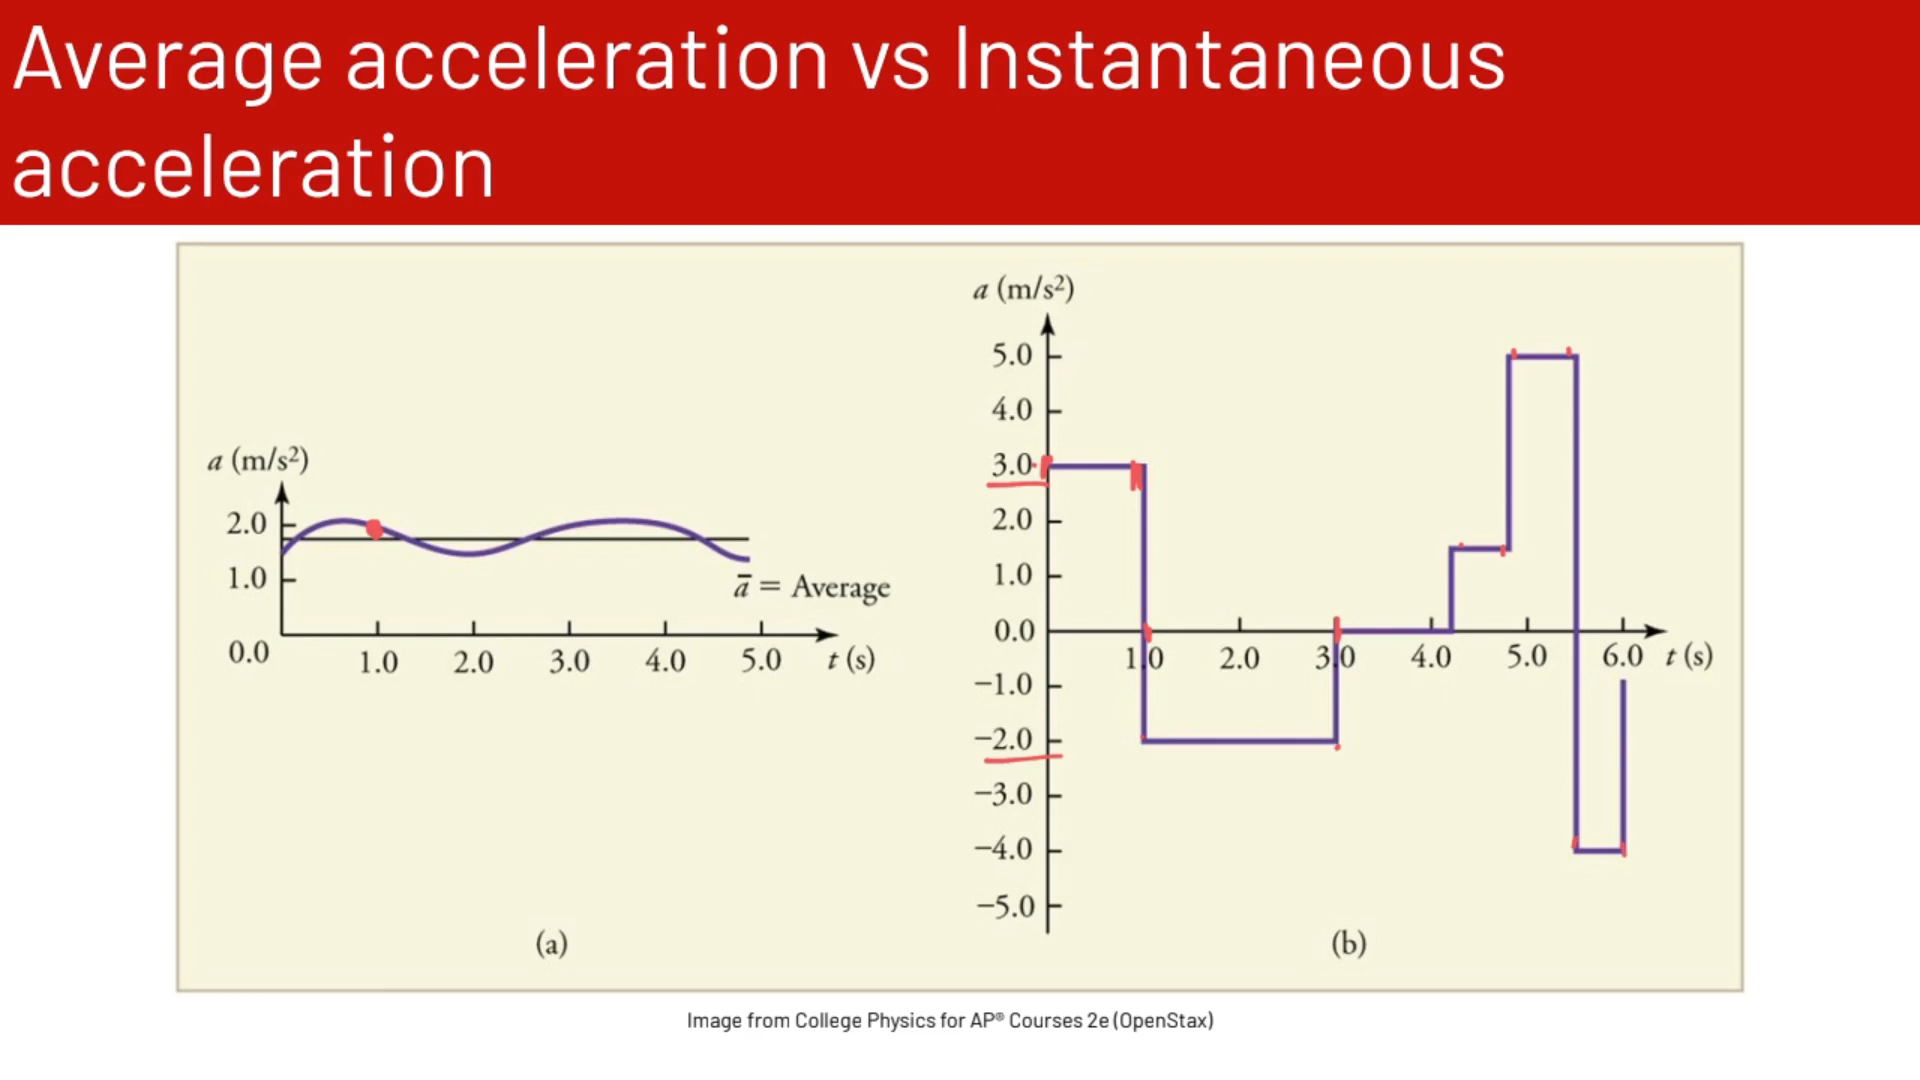 Average acceleration vs Instantaneous
acceleration
a (m/s²)
2.0
1.0
0.0
1.0 2.0 3.0 4.0 5.0 t (s)
a̅ = Average
(a)
a (m/s²)
5.0
4.0
3.0
2.0
1.0
0.0
1.0 2.0 3.0 4.0 5.0 6.0 t (s)
−1.0
−2.0
−3.0
−4.0
−5.0
(b)
Image from College Physics for AP® Courses 2e (OpenStax)